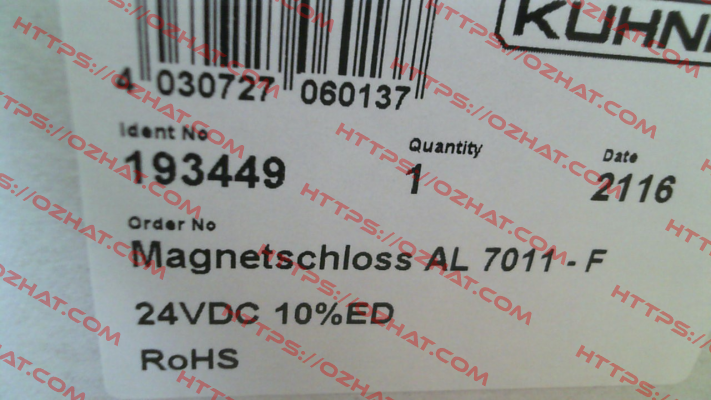 KUHN
4 030727 060137
Ident No
193449
Quantity
1
Date
2116
Order No
Magnetschloss AL 7011 - F
24VDC 10%ED
RoHS
HTTPS://OZHAT.COM